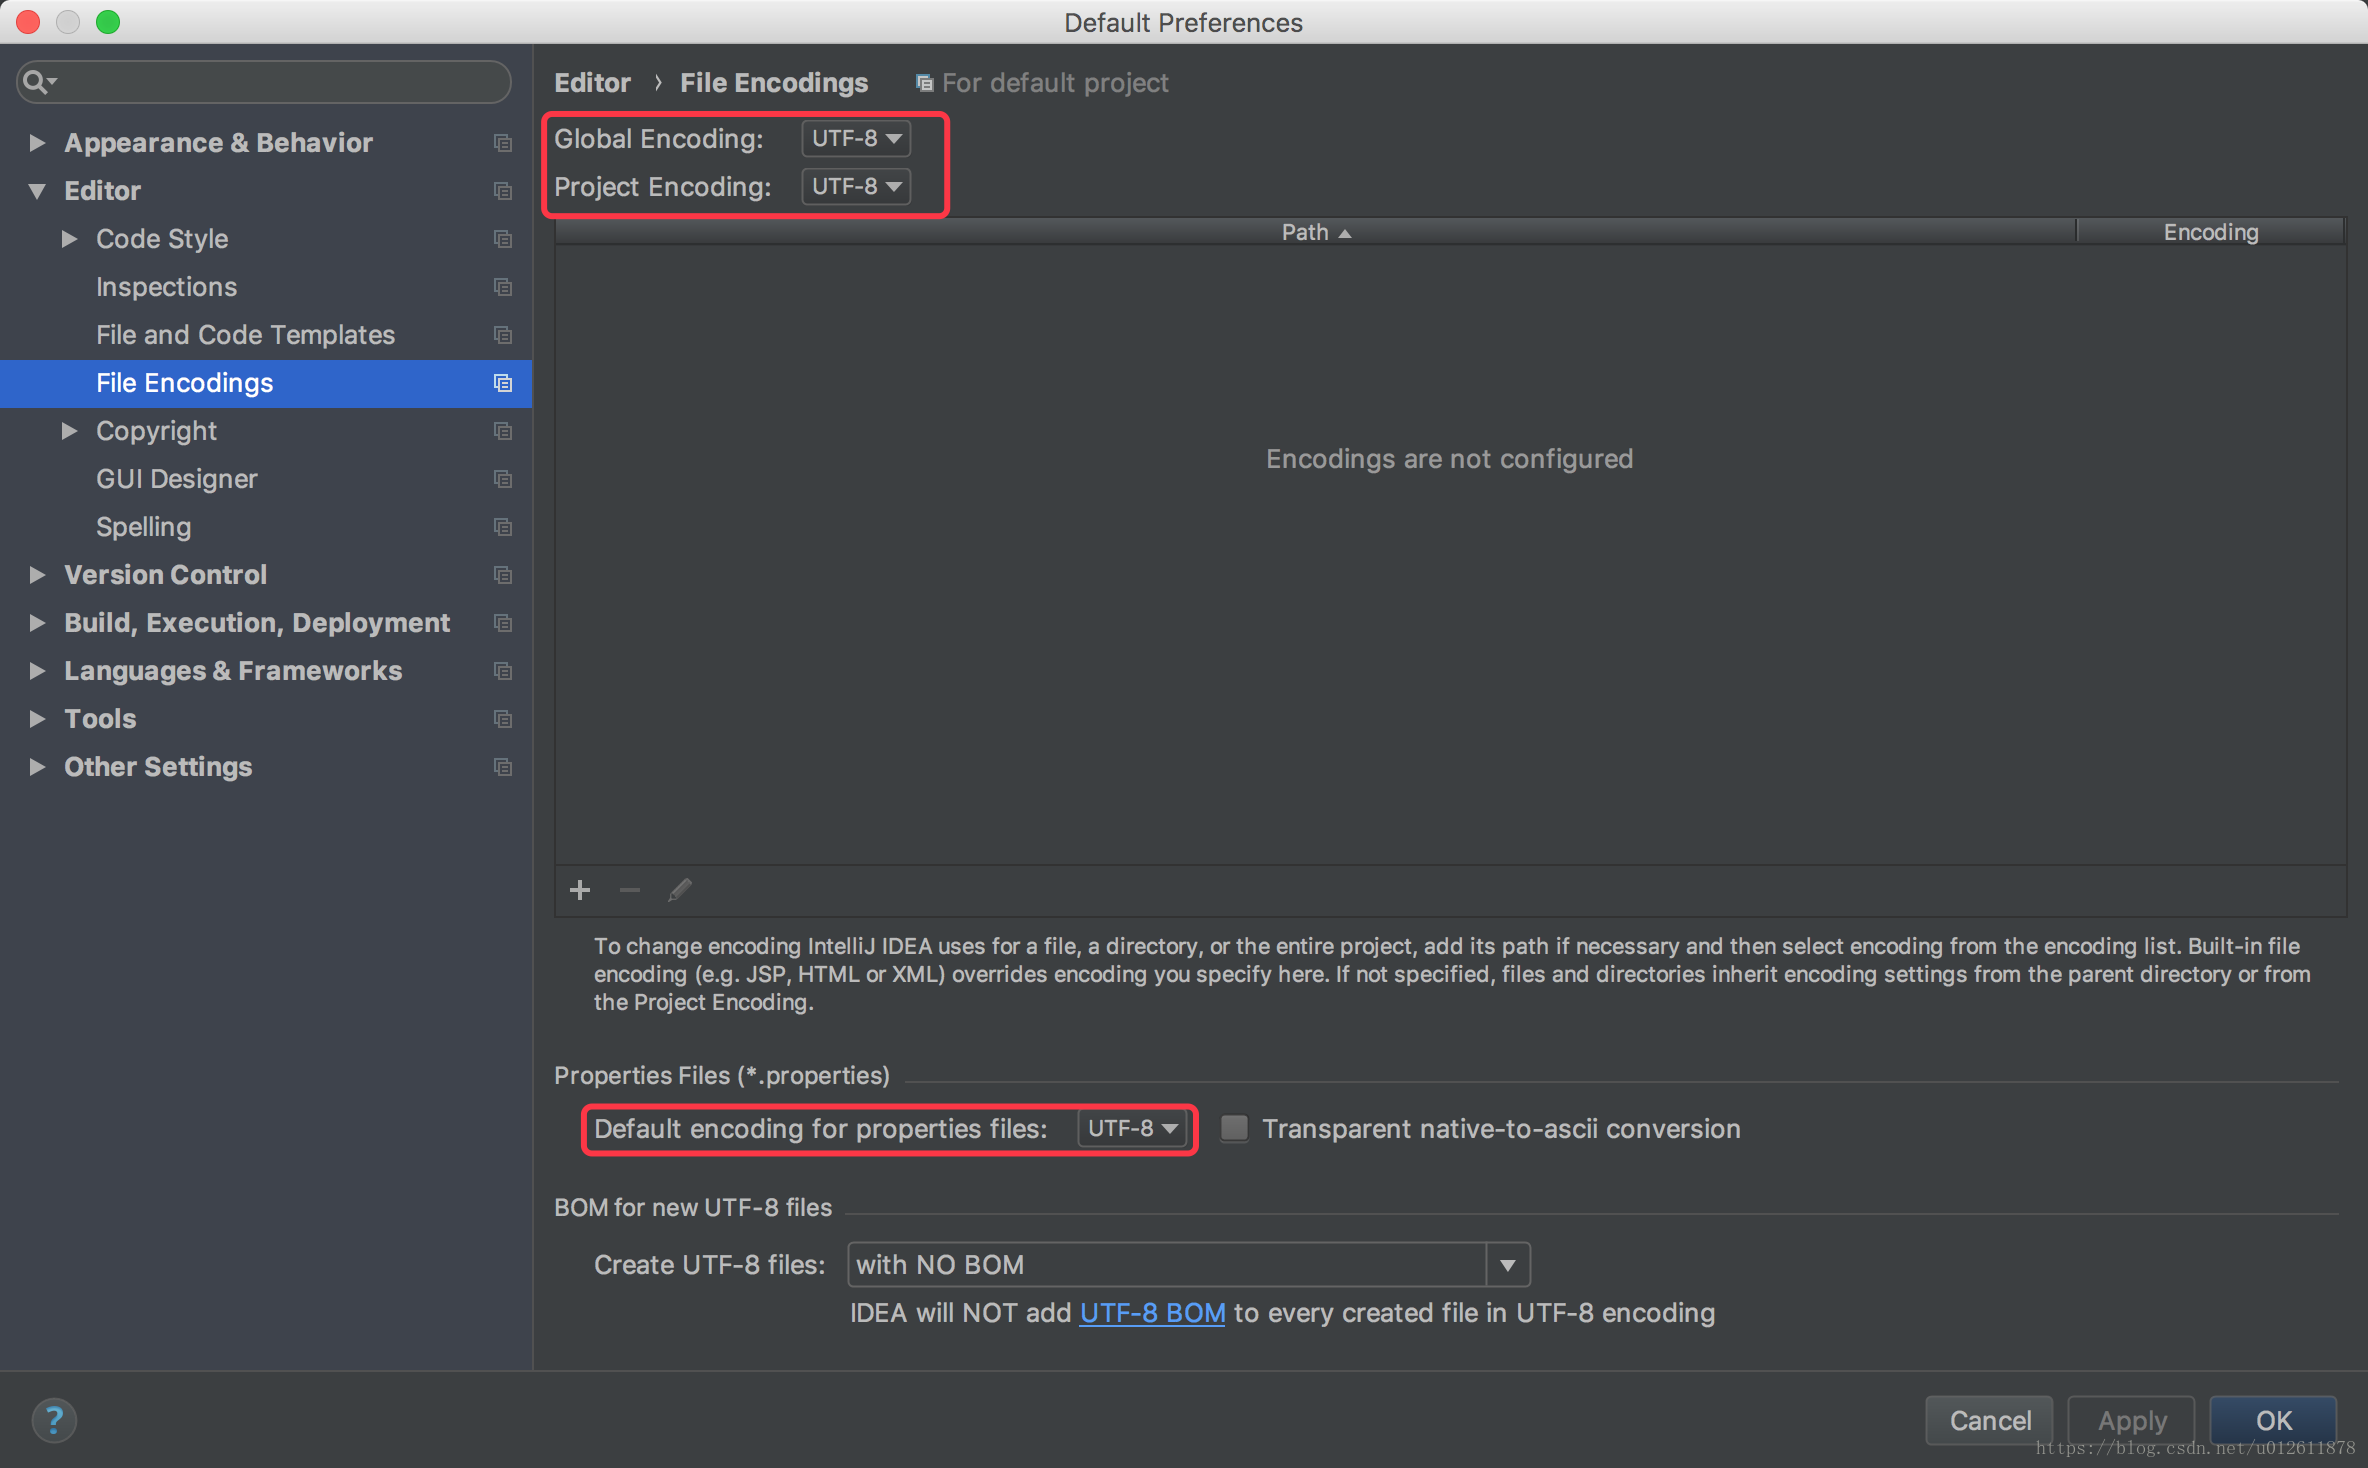 Default Preferences
Editor › File Encodings For default project
Appearance & Behavior
Editor
Code Style
Inspections
File and Code Templates
File Encodings
Copyright
GUI Designer
Spelling
Version Control
Build, Execution, Deployment
Languages & Frameworks
Tools
Other Settings
Global Encoding: UTF-8
Project Encoding: UTF-8
Path Encoding
Encodings are not configured
To change encoding IntelliJ IDEA uses for a file, a directory, or the entire project, add its path if necessary and then select encoding from the encoding list. Built-in file
encoding (e.g. JSP, HTML or XML) overrides encoding you specify here. If not specified, files and directories inherit encoding settings from the parent directory or from
the Project Encoding.
Properties Files (*.properties)
Default encoding for properties files: UTF-8 Transparent native-to-ascii conversion
BOM for new UTF-8 files
Create UTF-8 files: with NO BOM
IDEA will NOT add UTF-8 BOM to every created file in UTF-8 encoding
? Cancel Apply OK
https://blog.csdn.net/u012611878